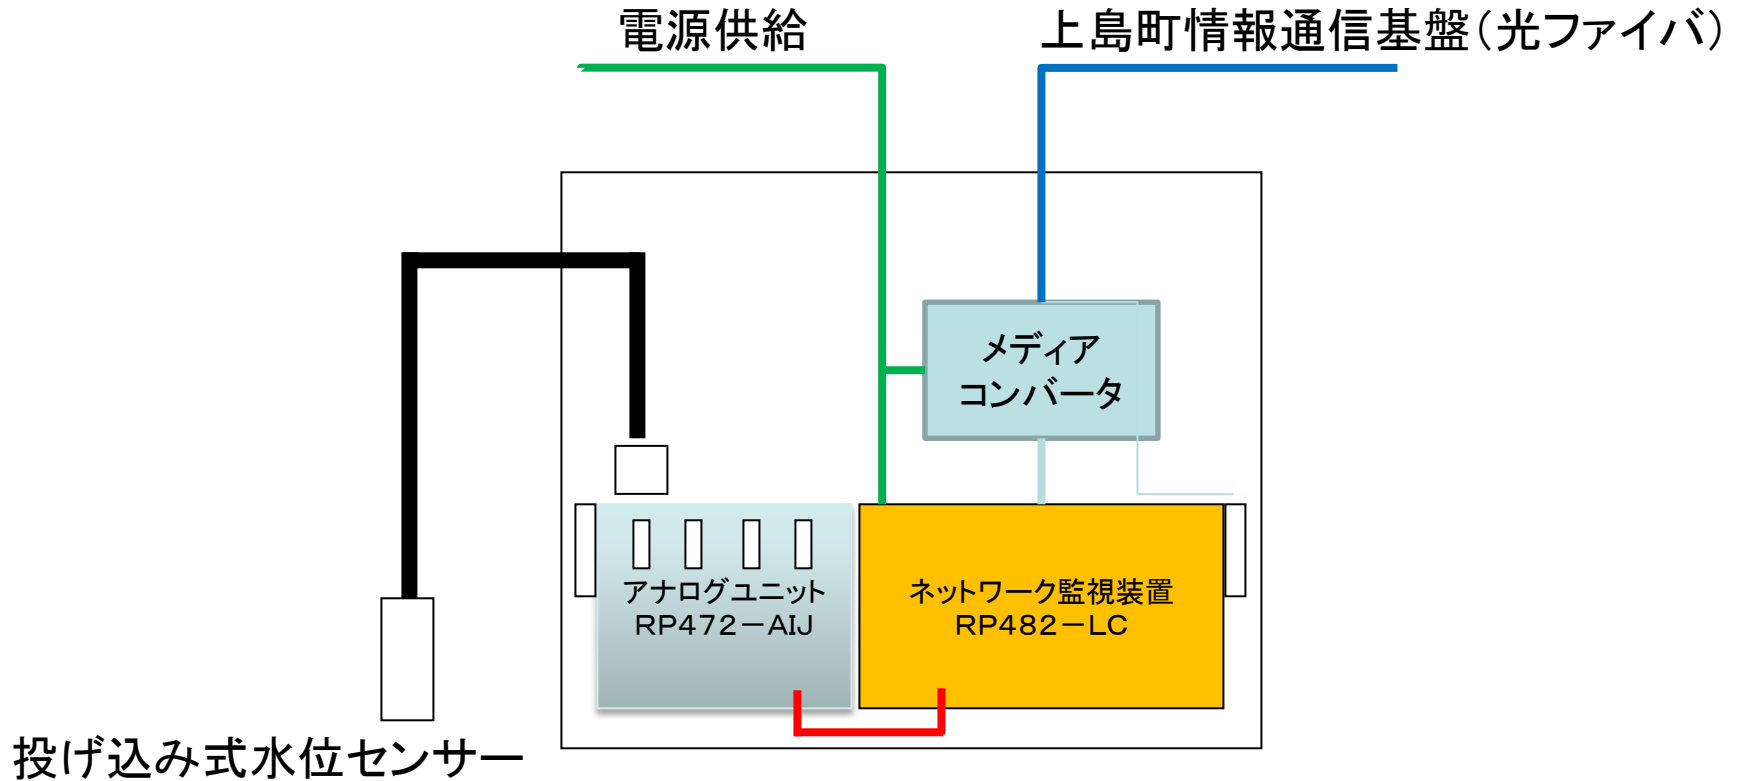 電源供給
上島町情報通信基盤(光ファイバ)
メディア
コンバータ
アナログユニット
RP472-AIJ
ネットワーク監視装置
RP482-LC
投げ込み式水位センサー